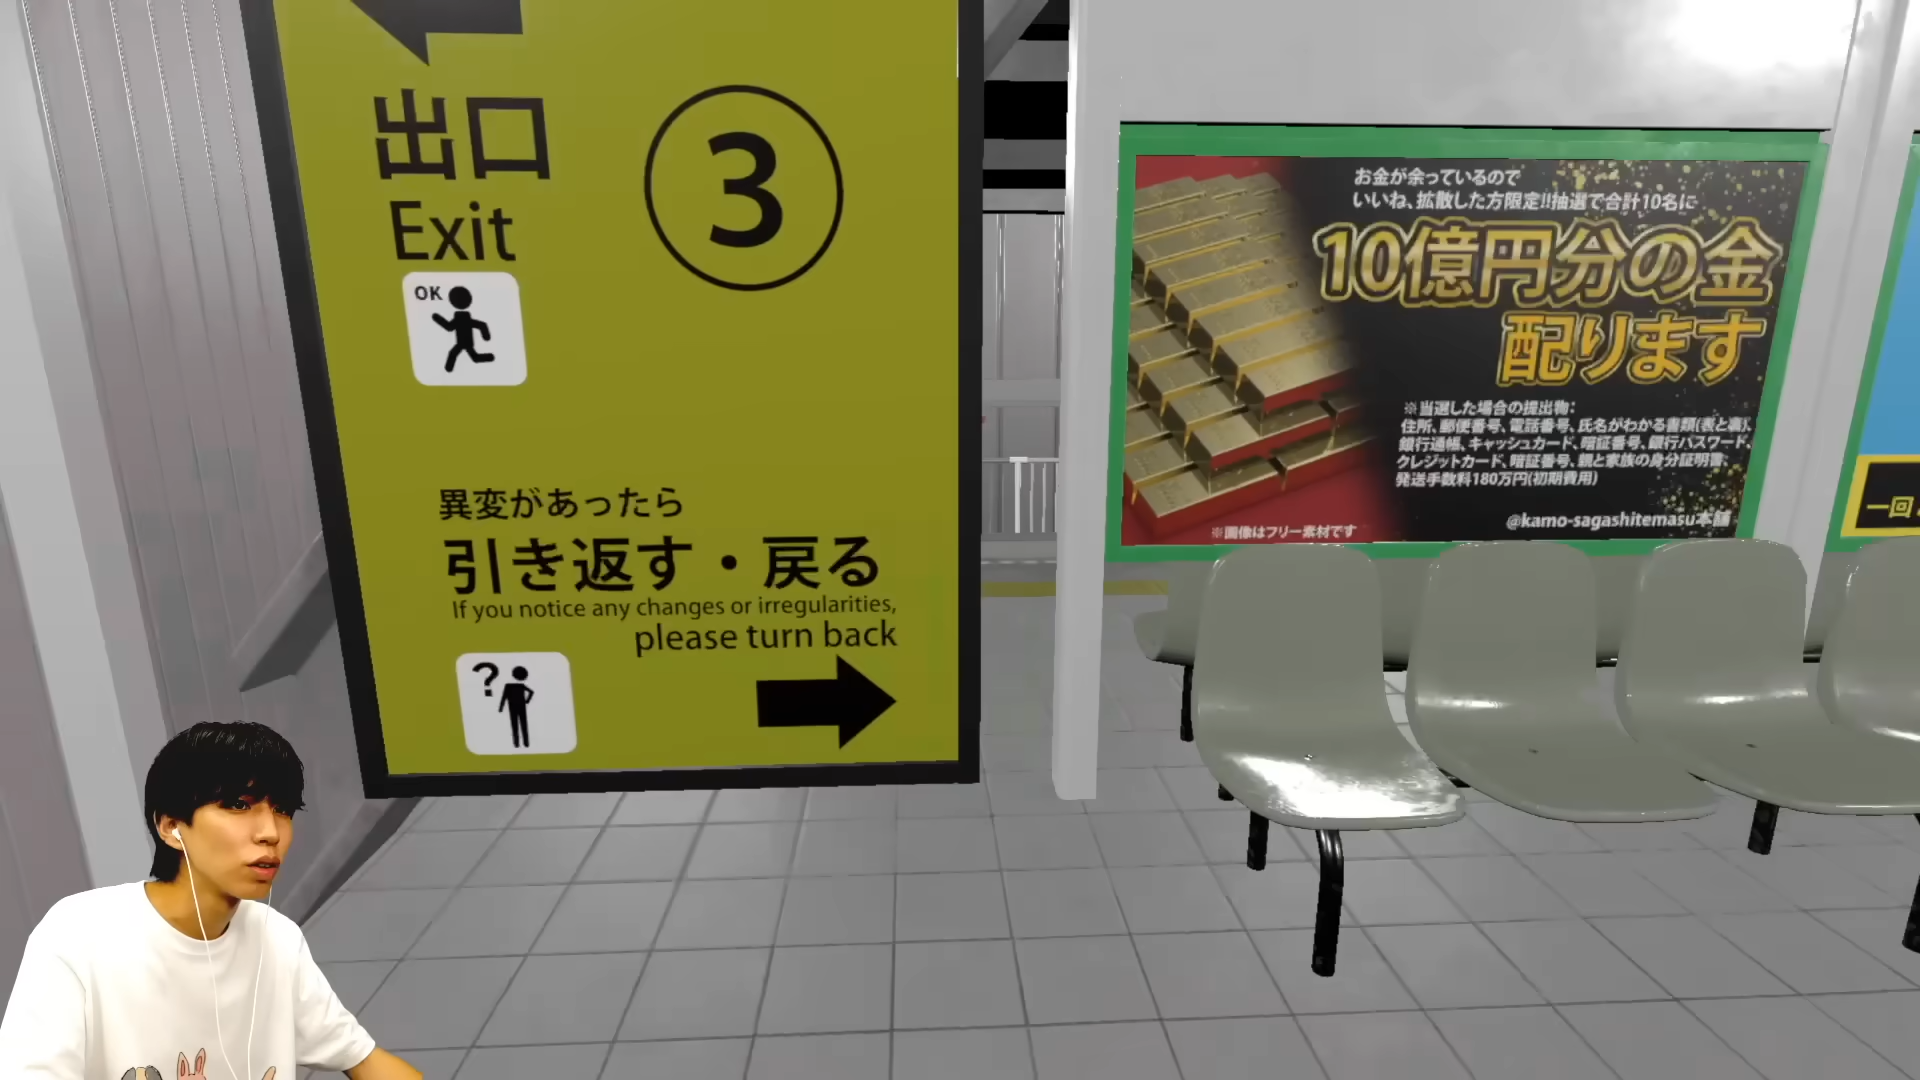 出口
Exit
3
OK
異変があったら
引き返す・戻る
If you notice any changes or irregularities,
please turn back
?
お金が余っているので
いいね、拡散した方限定!!抽選で合計10名に
10億円分の金
配ります
※当選した場合の提出物:
住所、郵便番号、電話番号、氏名がわかる書類(表と裏)、
銀行通帳、キャッシュカード、暗証番号、銀行パスワード、
クレジットカード、暗証番号、親と家族の身分証明書、
発送手数料180万円(初期費用)
@kamo-sagashitemasu本舗
※画像はフリー素材です
一回